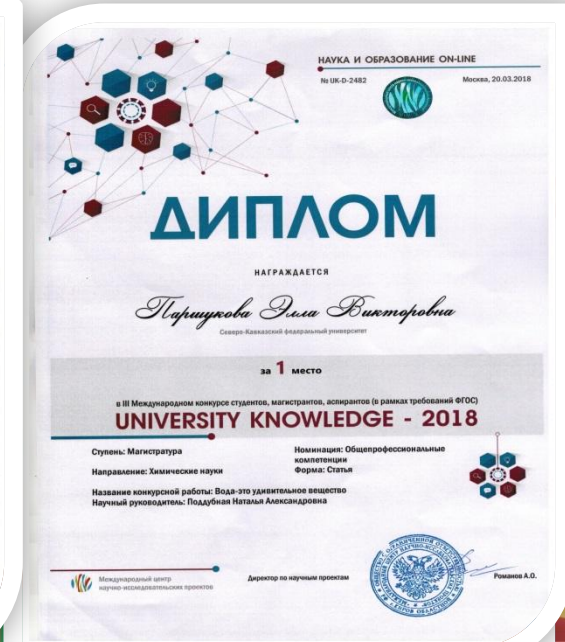 НАУКА И ОБРАЗОВАНИЕ ON-LINE
№ UK-D-2482
Москва, 20.03.2018
ДИПЛОМ
НАГРАЖДАЕТСЯ
Паршукова Элла Викторовна
Северо-Кавказский федеральный университет
за 1 место
в III Международном конкурсе студентов, магистрантов, аспирантов (в рамках требований ФГОС)
UNIVERSITY KNOWLEDGE - 2018
Ступень: Магистратура
Направление: Химические науки
Номинация: Общепрофессиональные
компетенции
Форма: Статья
Название конкурсной работы: Вода-это удивительное вещество
Научный руководитель: Поддубная Наталья Александровна
Международный центр
научно-исследовательских проектов
Директор по научным проектам
Романов А.О.